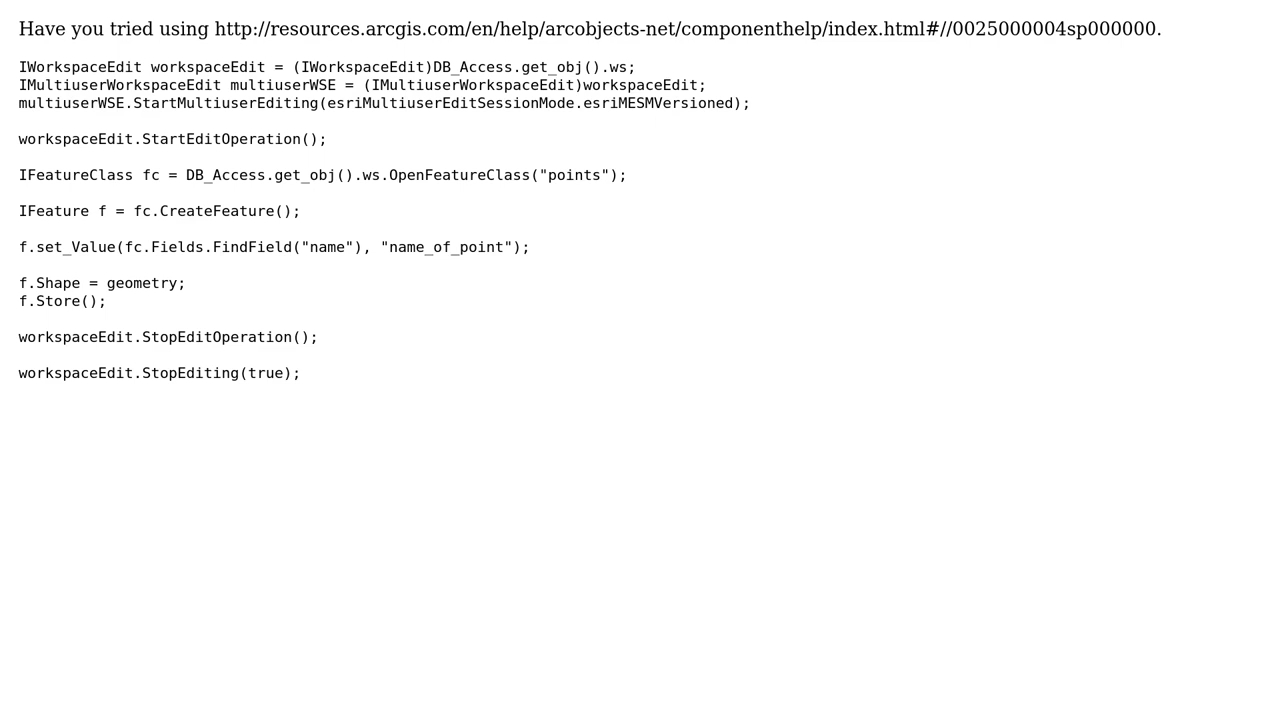 Have you tried using http://resources.arcgis.com/en/help/arcobjects-net/componenthelp/index.html#//0025000004sp000000.
IWorkspaceEdit workspaceEdit = (IWorkspaceEdit)DB_Access.get_obj().ws;
IMultiuserWorkspaceEdit multiuserWSE = (IMultiuserWorkspaceEdit)workspaceEdit;
multiuserWSE.StartMultiuserEditing(esriMultiuserEditSessionMode.esriMESMVersioned);
workspaceEdit.StartEditOperation();
IFeatureClass fc = DB_Access.get_obj().ws.OpenFeatureClass("points");
IFeature f = fc.CreateFeature();
f.set_Value(fc.Fields.FindField("name"), "name_of_point");
f.Shape = geometry;
f.Store();
workspaceEdit.StopEditOperation();
workspaceEdit.StopEditing(true);